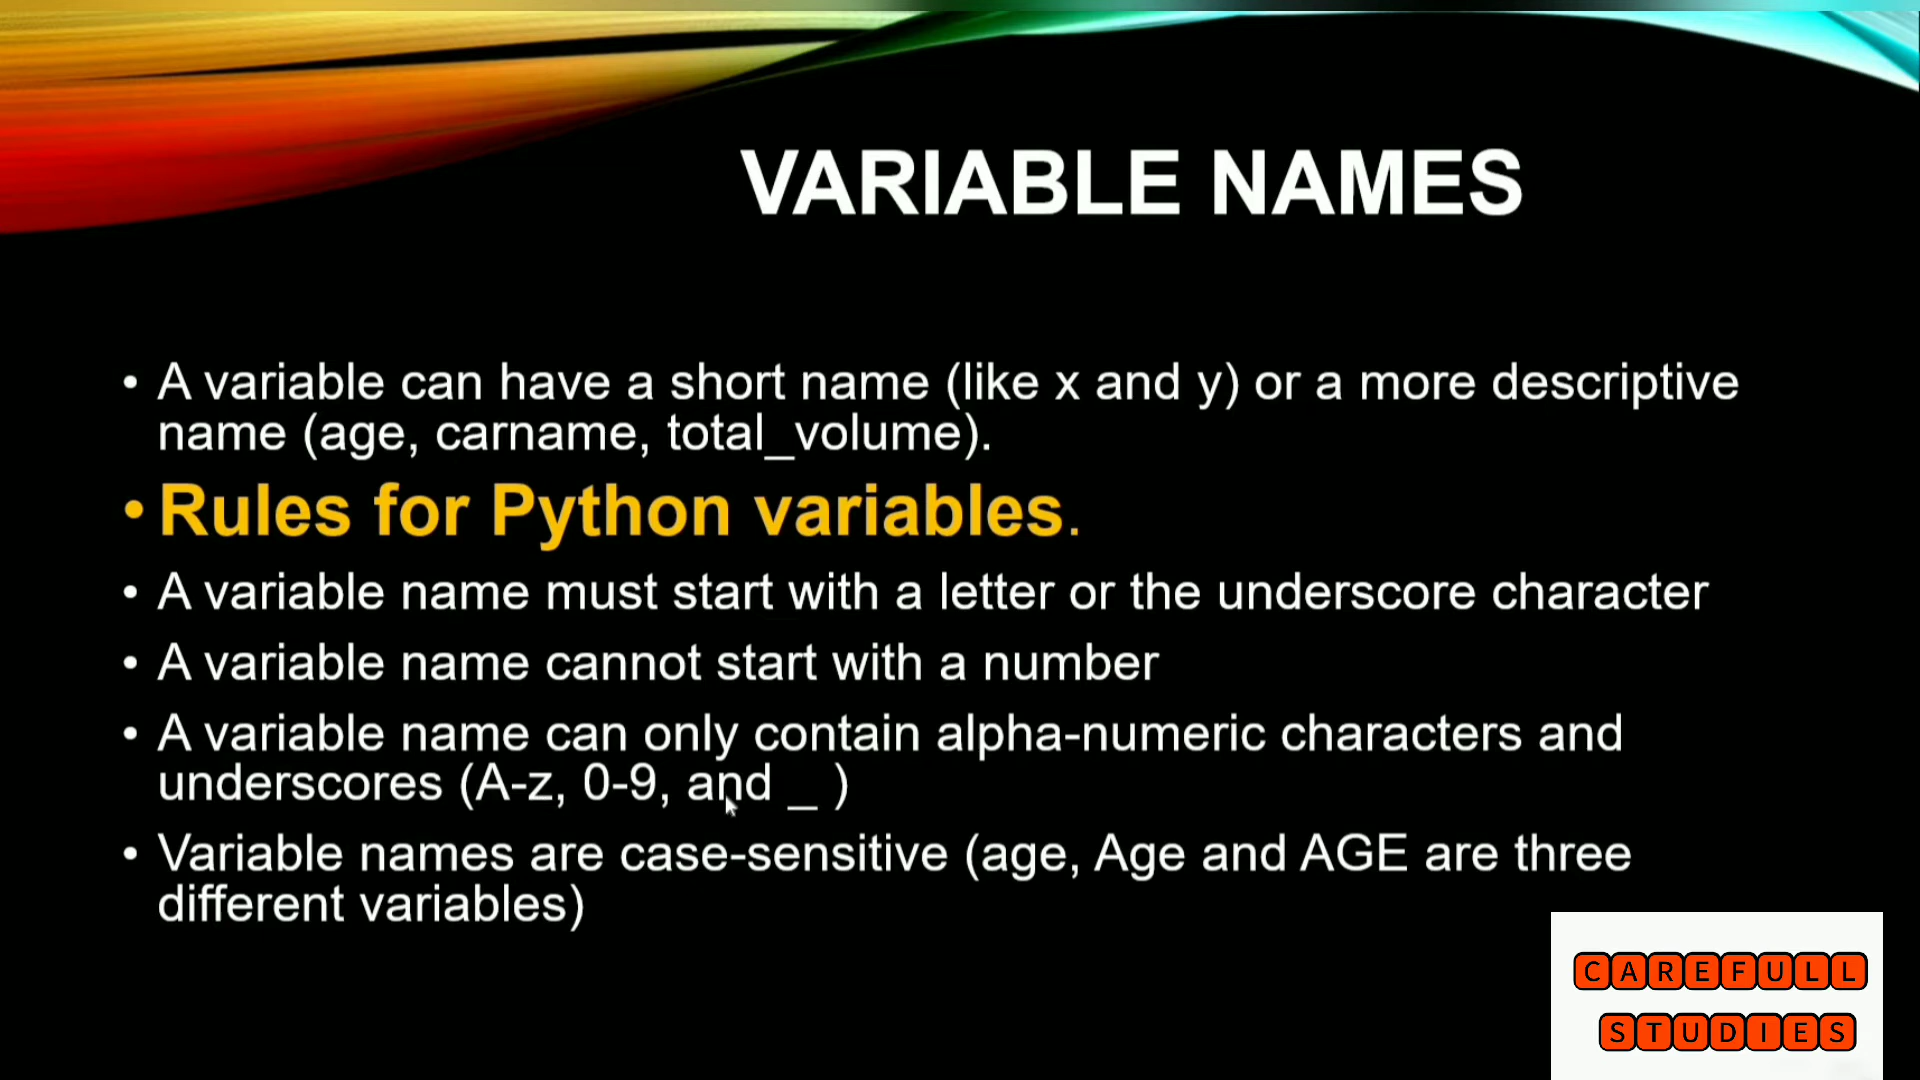 VARIABLE NAMES
• A variable can have a short name (like x and y) or a more descriptive
name (age, carname, total_volume).
• Rules for Python variables.
• A variable name must start with a letter or the underscore character
• A variable name cannot start with a number
• A variable name can only contain alpha-numeric characters and
underscores (A-z, 0-9, and _ )
• Variable names are case-sensitive (age, Age and AGE are three
different variables)
CAREFULL
STUDIES